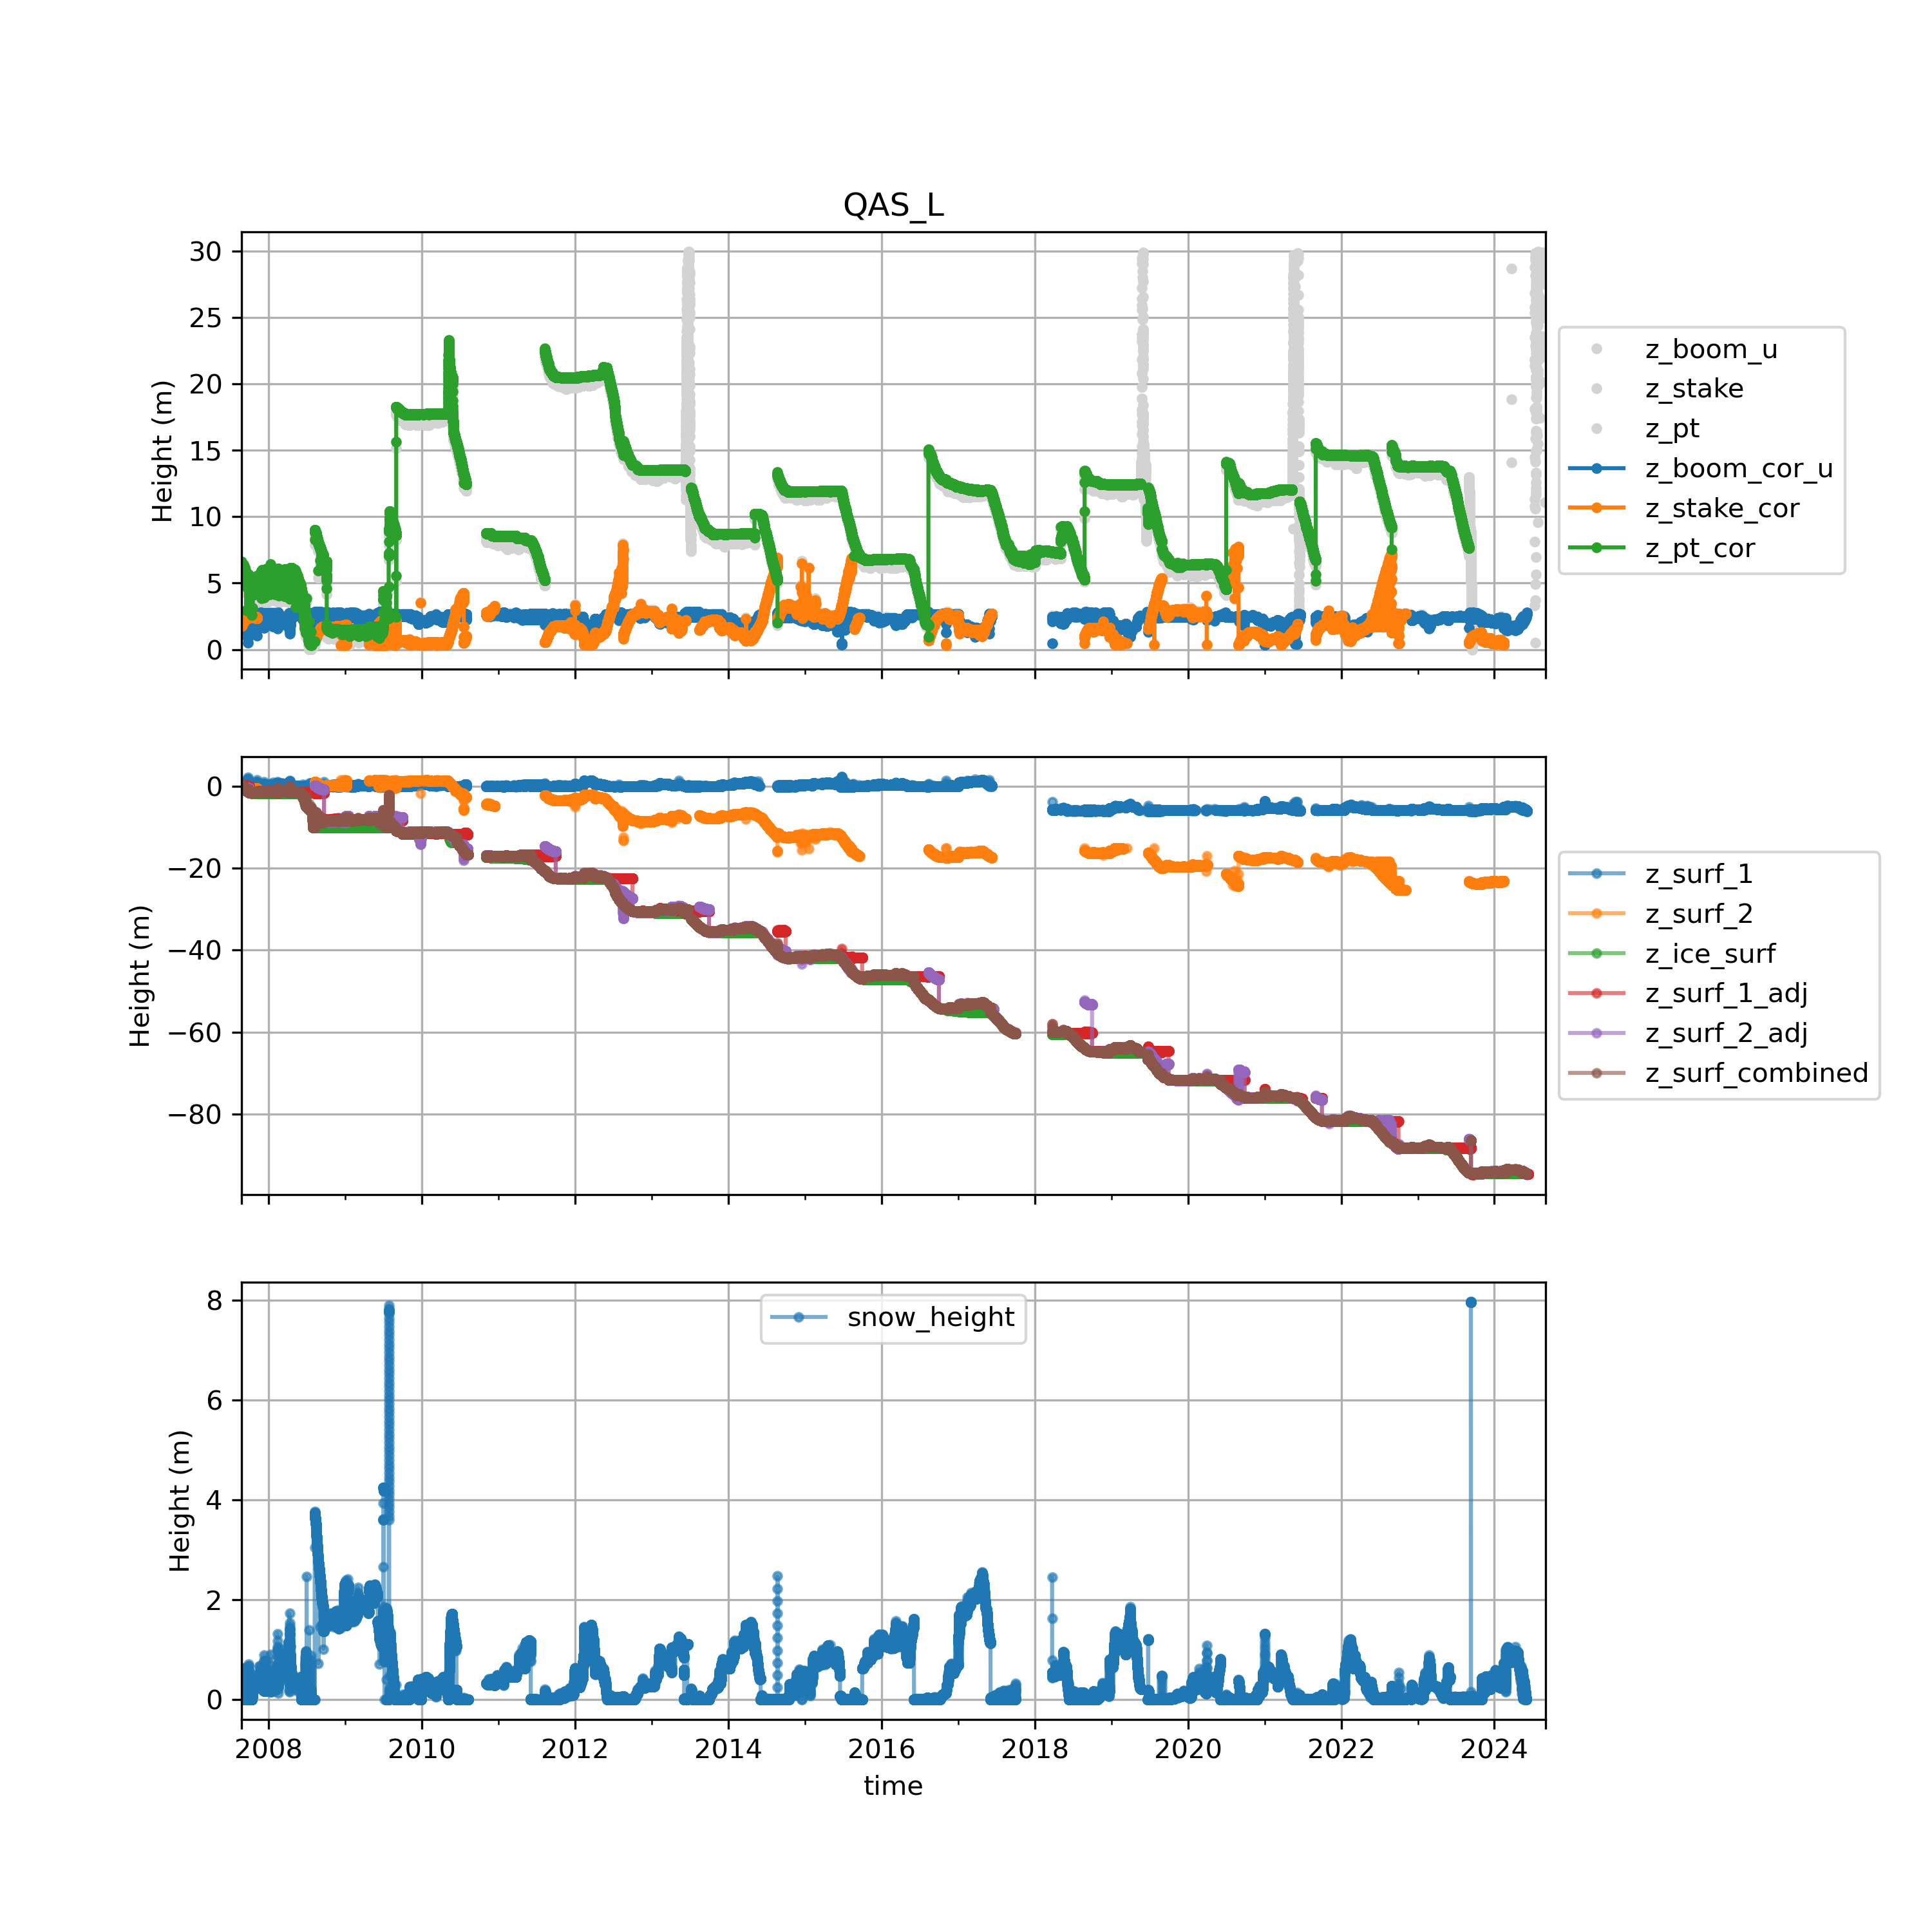 QAS_L
30
25
20
15
10
5
0
Height (m)
z_boom_u
z_stake
z_pt
z_boom_cor_u
z_stake_cor
z_pt_cor
0
−20
−40
−60
−80
Height (m)
z_surf_1
z_surf_2
z_ice_surf
z_surf_1_adj
z_surf_2_adj
z_surf_combined
8
6
4
2
0
Height (m)
snow_height
2008 2010 2012 2014 2016 2018 2020 2022 2024
time